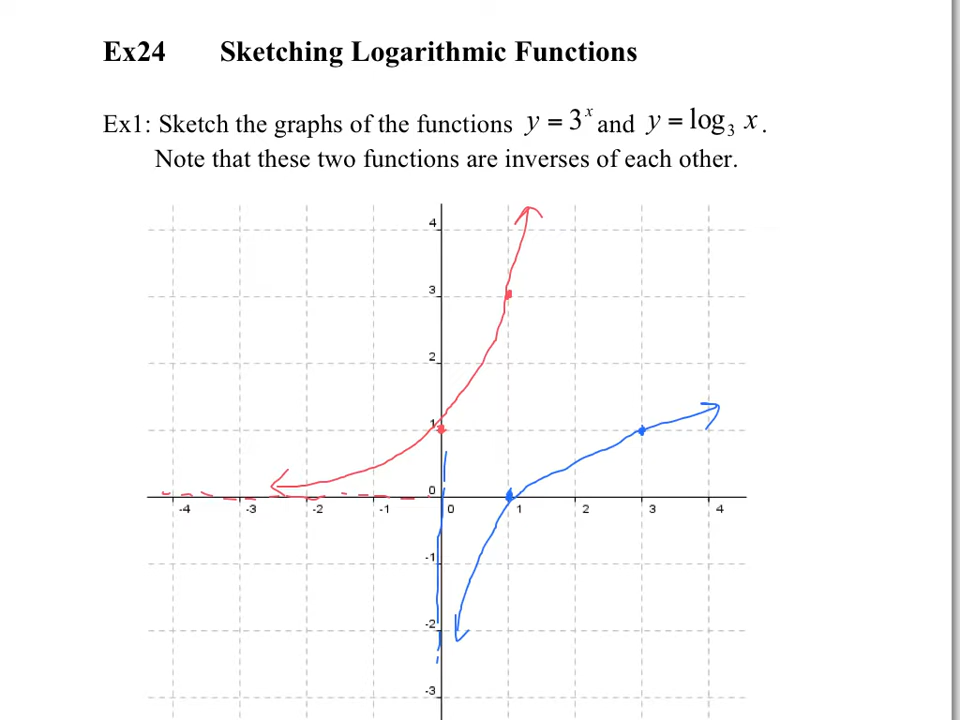 Ex24 Sketching Logarithmic Functions
Ex1: Sketch the graphs of the functions y = 3ˣ and y = log₃ x.
Note that these two functions are inverses of each other.
4
3
2
1
0
-4 -3 -2 -1 0 1 2 3 4
-1
-2
-3